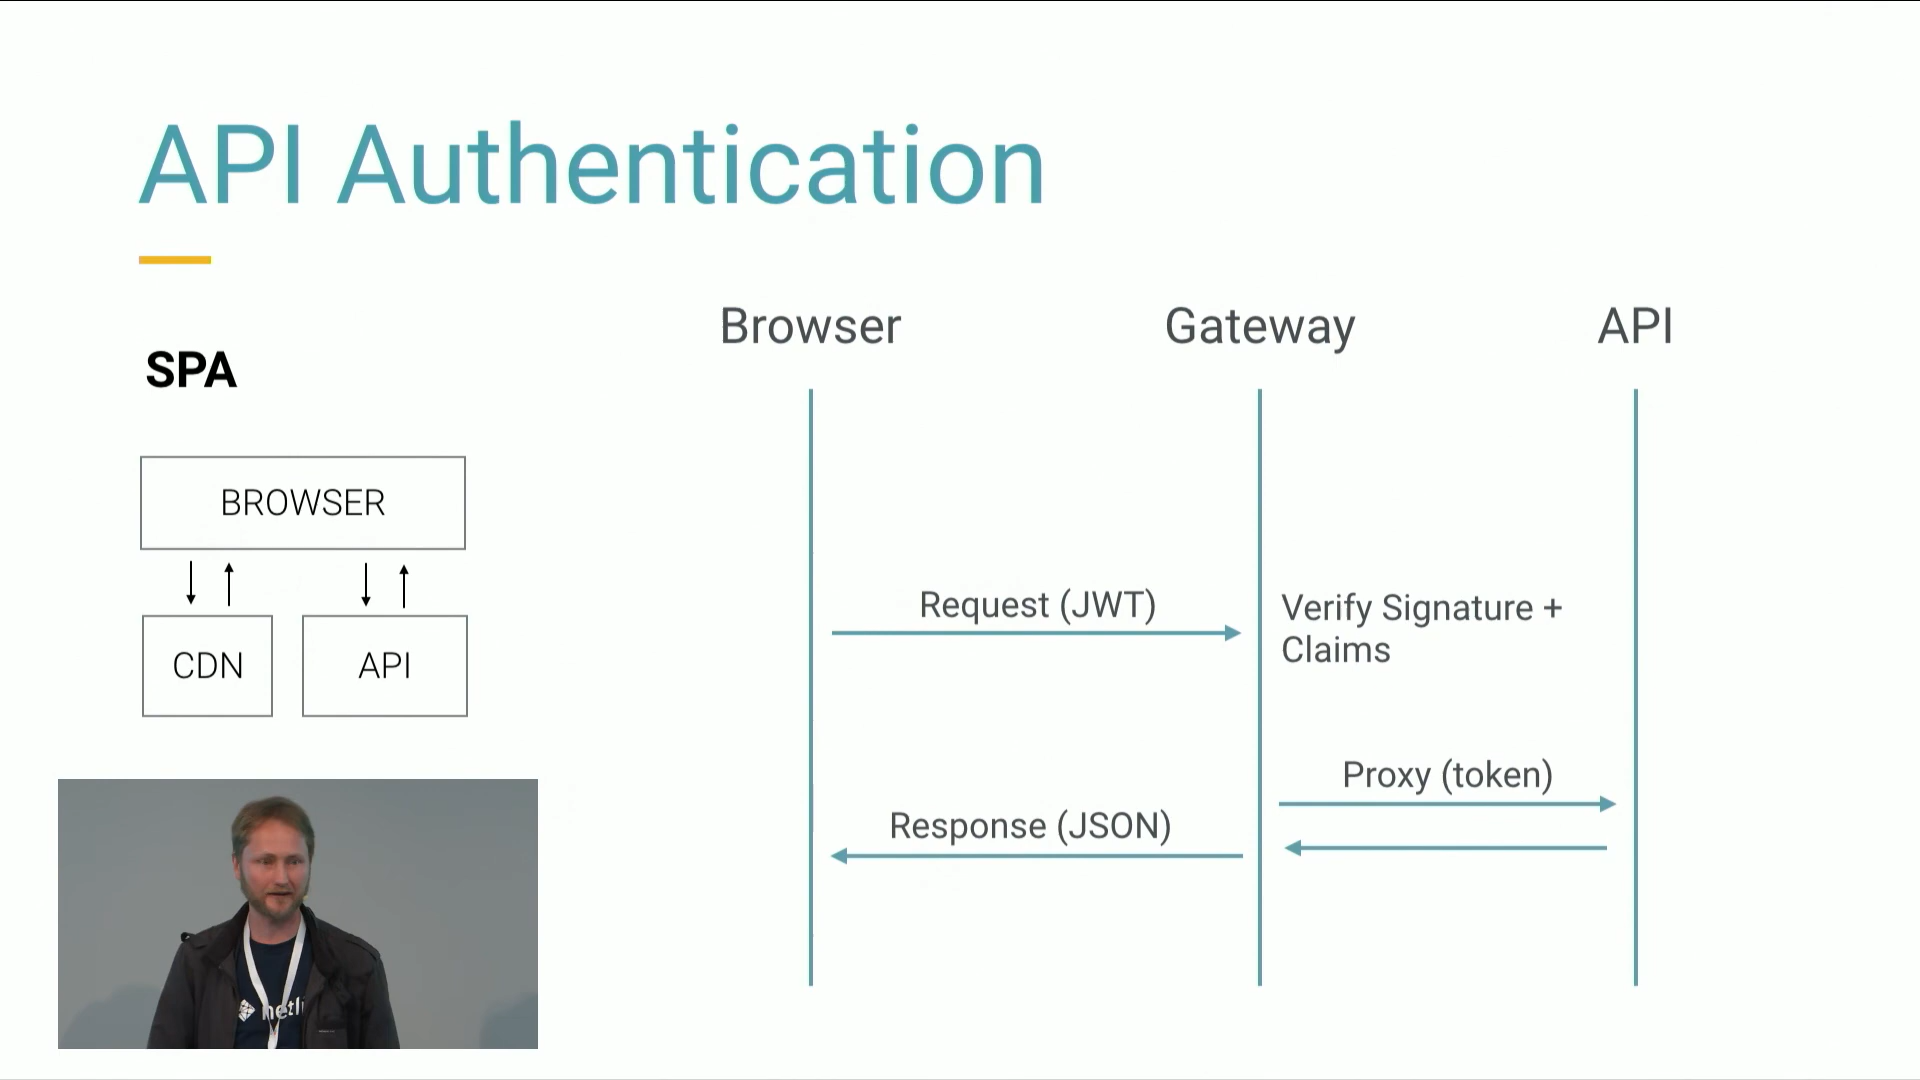 API Authentication
SPA
BROWSER
CDN
API
Browser
Gateway
API
Request (JWT)
Verify Signature +
Claims
Proxy (token)
Response (JSON)